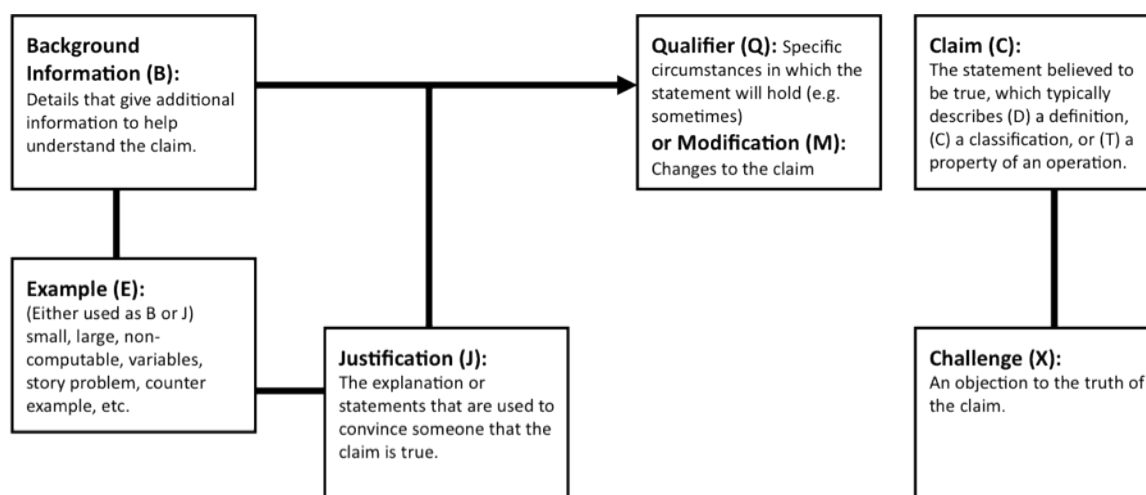 Background
Information (B):
Details that give additional
information to help
understand the claim.
Qualifier (Q): Specific
circumstances in which the
statement will hold (e.g.
sometimes)
or Modification (M):
Changes to the claim
Claim (C):
The statement believed to
be true, which typically
describes (D) a definition,
(C) a classification, or (T) a
property of an operation.
Example (E):
(Either used as B or J)
small, large, non-
computable, variables,
story problem, counter
example, etc.
Justification (J):
The explanation or
statements that are used to
convince someone that the
claim is true.
Challenge (X):
An objection to the truth of
the claim.